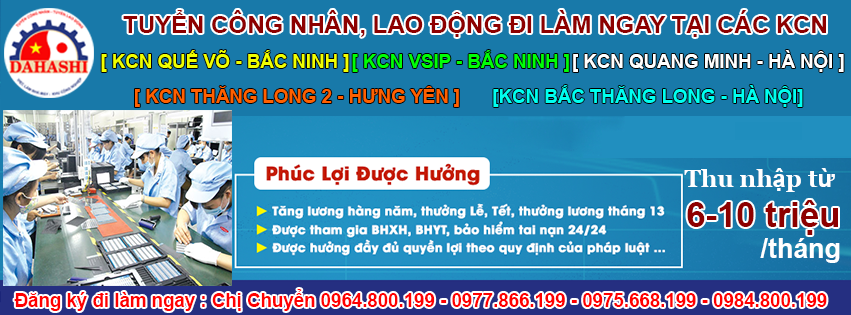 TUYỂN CÔNG NHÂN, LAO ĐỘNG ĐI LÀM NGAY TẠI CÁC KCN
DAHASHI
[ KCN QUẾ VÕ - BẮC NINH ] [ KCN VSIP - BẮC NINH ] [ KCN QUANG MINH - HÀ NỘI ]
[ KCN THĂNG LONG 2 - HƯNG YÊN ] [KCN BẮC THĂNG LONG - HÀ NỘI]
Phúc Lợi Được Hưởng
Tăng lương hàng năm, thưởng Lễ, Tết, thưởng lương tháng 13
Được tham gia BHXH, BHYT, bảo hiểm tai nạn 24/24
Được hưởng đầy đủ quyền lợi theo quy định của pháp luật ...
Thu nhập từ
6-10 triệu
/tháng
Đăng ký đi làm ngay : Chị Chuyển 0964.800.199 - 0977.866.199 - 0975.668.199 - 0984.800.199